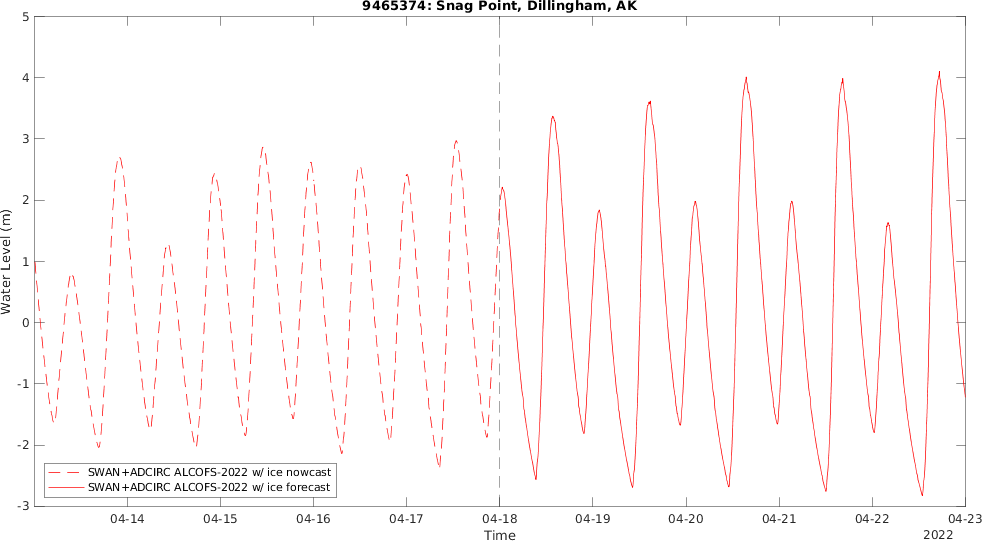 9465374: Snag Point, Dillingham, AK
5
4
3
2
1
0
-1
-2
-3
Water Level (m)
SWAN+ADCIRC ALCOFS-2022 w/ ice nowcast
SWAN+ADCIRC ALCOFS-2022 w/ ice forecast
04-14 04-15 04-16 04-17 04-18 04-19 04-20 04-21 04-22 04-23
Time
2022